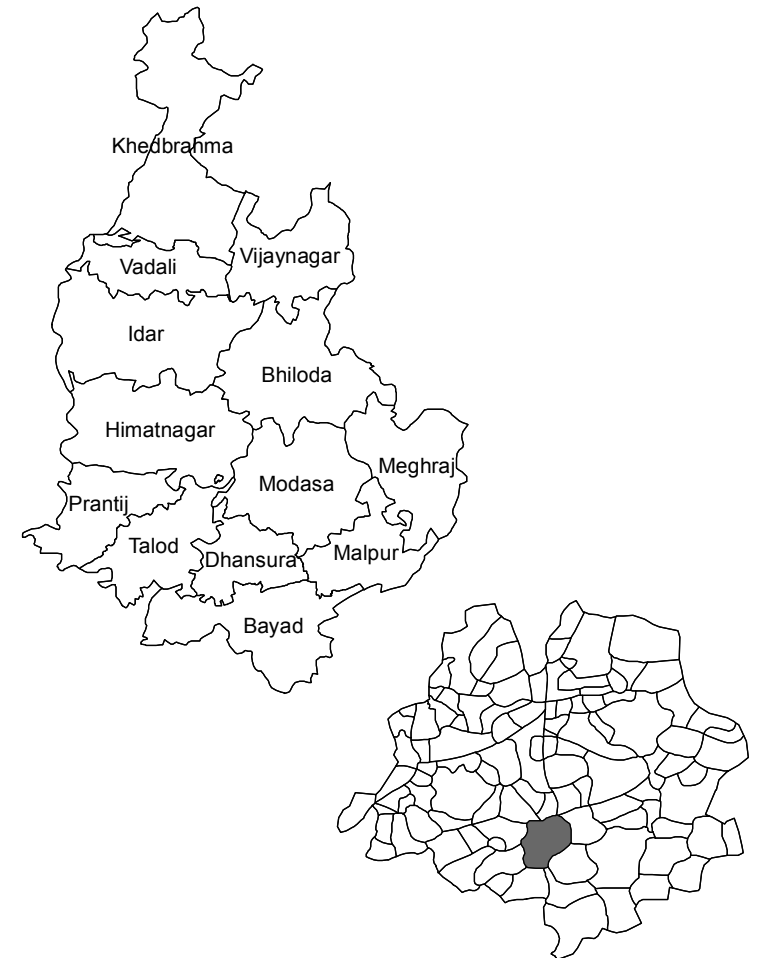 Khedbrahma
Vijaynagar
Vadali
Idar
Bhiloda
Himatnagar
Meghraj
Modasa
Prantij
Talod
Malpur
Dhansura
Bayad